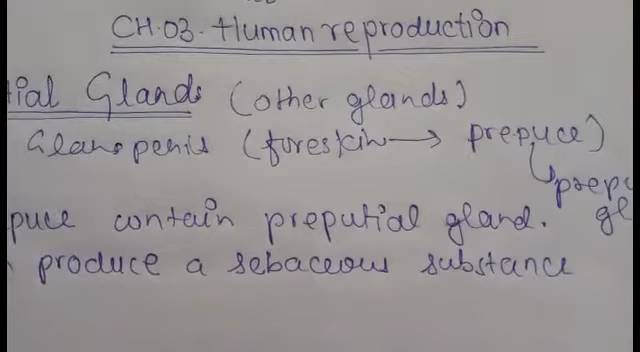 CH.03. Human reproduction
tial Glands (other glands)
Glans penis (foreskin → prepuce)
prepu
puce contain preputial gland. gl
produce a sebaceous substance